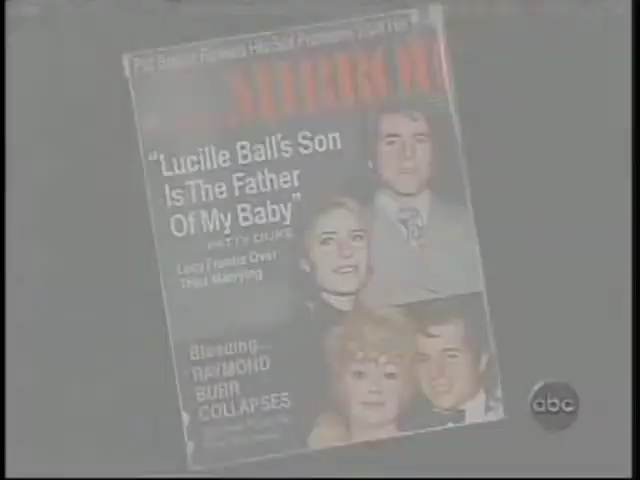 MIRROR
"Lucille Ball's Son
Is The Father
Of My Baby"
PATTY DUKE
Lucy Frantic Over
Their Marrying
Bleeding...
RAYMOND
BURR
COLLAPSES
abc